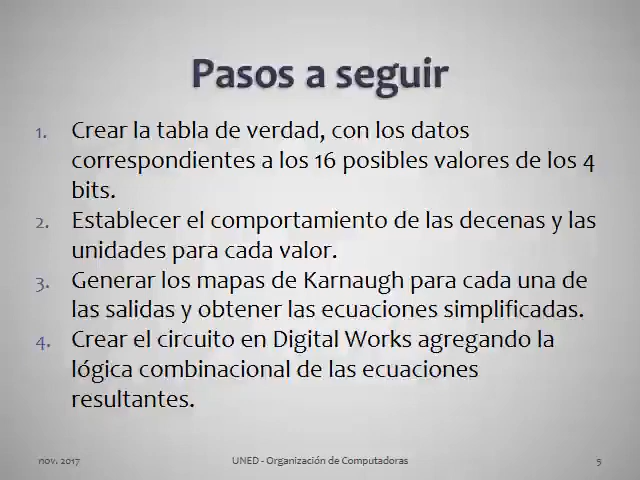 Pasos a seguir
1. Crear la tabla de verdad, con los datos
correspondientes a los 16 posibles valores de los 4
bits.
2. Establecer el comportamiento de las decenas y las
unidades para cada valor.
3. Generar los mapas de Karnaugh para cada una de
las salidas y obtener las ecuaciones simplificadas.
4. Crear el circuito en Digital Works agregando la
lógica combinacional de las ecuaciones
resultantes.
nov. 2017 UNED - Organización de Computadoras 5